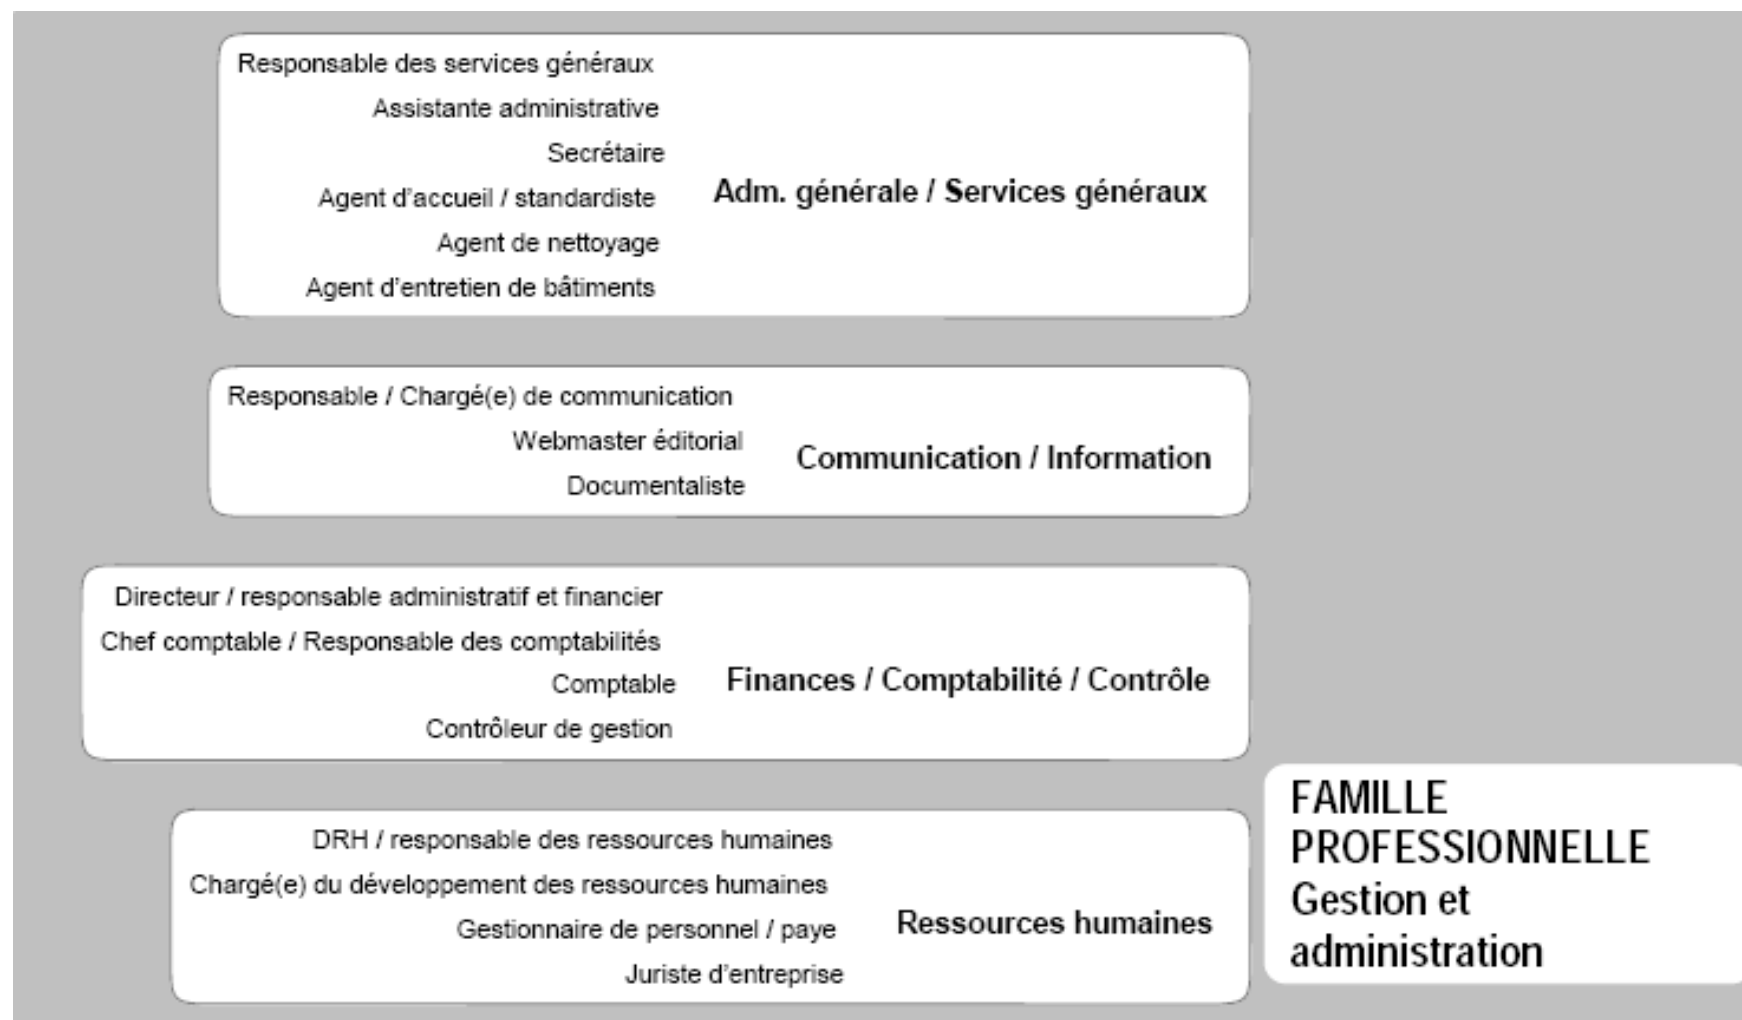 Responsable des services généraux
Assistante administrative
Secrétaire
Agent d'accueil / standardiste
Agent de nettoyage
Agent d'entretien de bâtiments
Adm. générale / Services généraux
Responsable / Chargé(e) de communication
Webmaster éditorial
Documentaliste
Communication / Information
Directeur / responsable administratif et financier
Chef comptable / Responsable des comptabilités
Comptable
Contrôleur de gestion
Finances / Comptabilité / Contrôle
DRH / responsable des ressources humaines
Chargé(e) du développement des ressources humaines
Gestionnaire de personnel / paye
Juriste d'entreprise
Ressources humaines
FAMILLE
PROFESSIONNELLE
Gestion et
administration